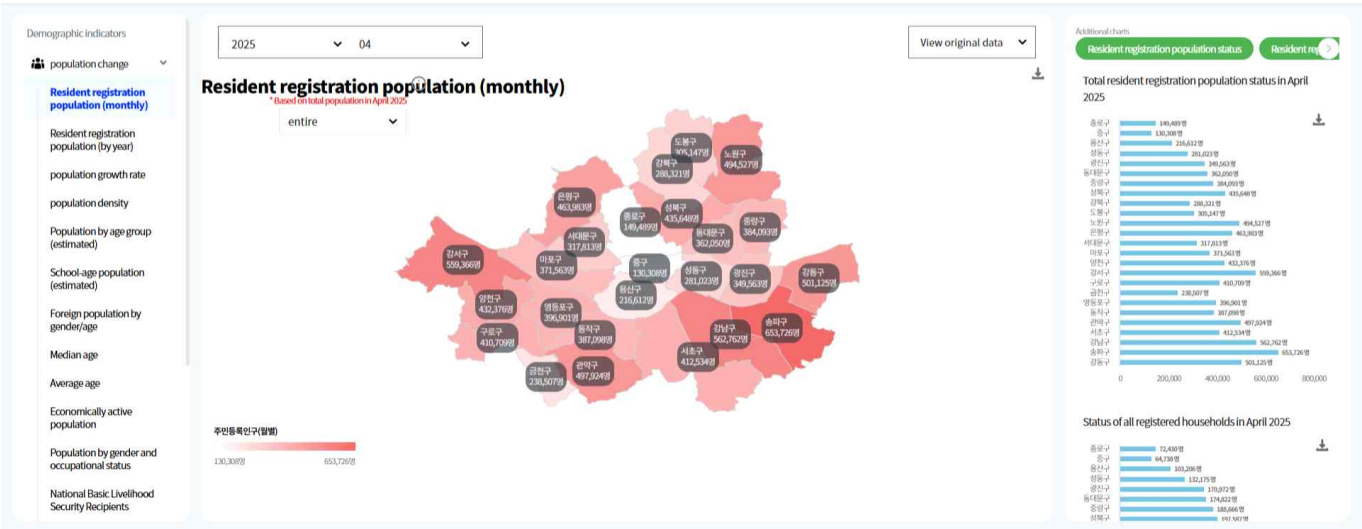 Demographic indicators
population change
Resident registration
population (monthly)
Resident registration
population (by year)
population growth rate
population density
Population by age group
(estimated)
School-age population
(estimated)
Foreign population by
gender/age
Median age
Average age
Economically active
population
Population by gender and
occupational status
National Basic Livelihood
Security Recipients
2025
04
View original data
Resident registration population (monthly)
* Based on total population in April 2025
entire
도봉구
305,147명
강북구
288,321명
노원구
494,527명
은평구
463,983명
종로구
149,489명
성북구
435,648명
중랑구
384,093명
동대문구
362,050명
서대문구
317,813명
마포구
371,563명
강서구
559,366명
중구
130,308명
성동구
281,023명
광진구
349,563명
강동구
501,125명
용산구
216,612명
양천구
432,376명
영등포구
396,901명
구로구
410,709명
동작구
387,098명
강남구
562,762명
송파구
653,726명
서초구
412,534명
금천구
238,507명
관악구
497,924명
주민등록인구(월별)
130,308명
653,726명
Additional charts
Resident registration population status
Resident reg
Total resident registration population status in April
2025
종로구 149,489명
중구 130,308명
용산구 216,612명
성동구 281,023명
광진구 349,563명
동대문구 362,050명
중랑구 384,093명
성북구 435,648명
강북구 288,321명
도봉구 305,147명
노원구 494,527명
은평구 463,983명
서대문구 317,813명
마포구 371,563명
양천구 432,376명
강서구 559,366명
구로구 410,709명
금천구 238,507명
영등포구 396,901명
동작구 387,098명
관악구 497,924명
서초구 412,534명
강남구 562,762명
송파구 653,726명
강동구 501,125명
0 200,000 400,000 600,000 800,000
Status of all registered households in April 2025
종로구 72,430명
중구 64,738명
용산구 103,206명
성동구 132,175명
광진구 170,972명
동대문구 174,822명
중랑구 188,666명
성북구